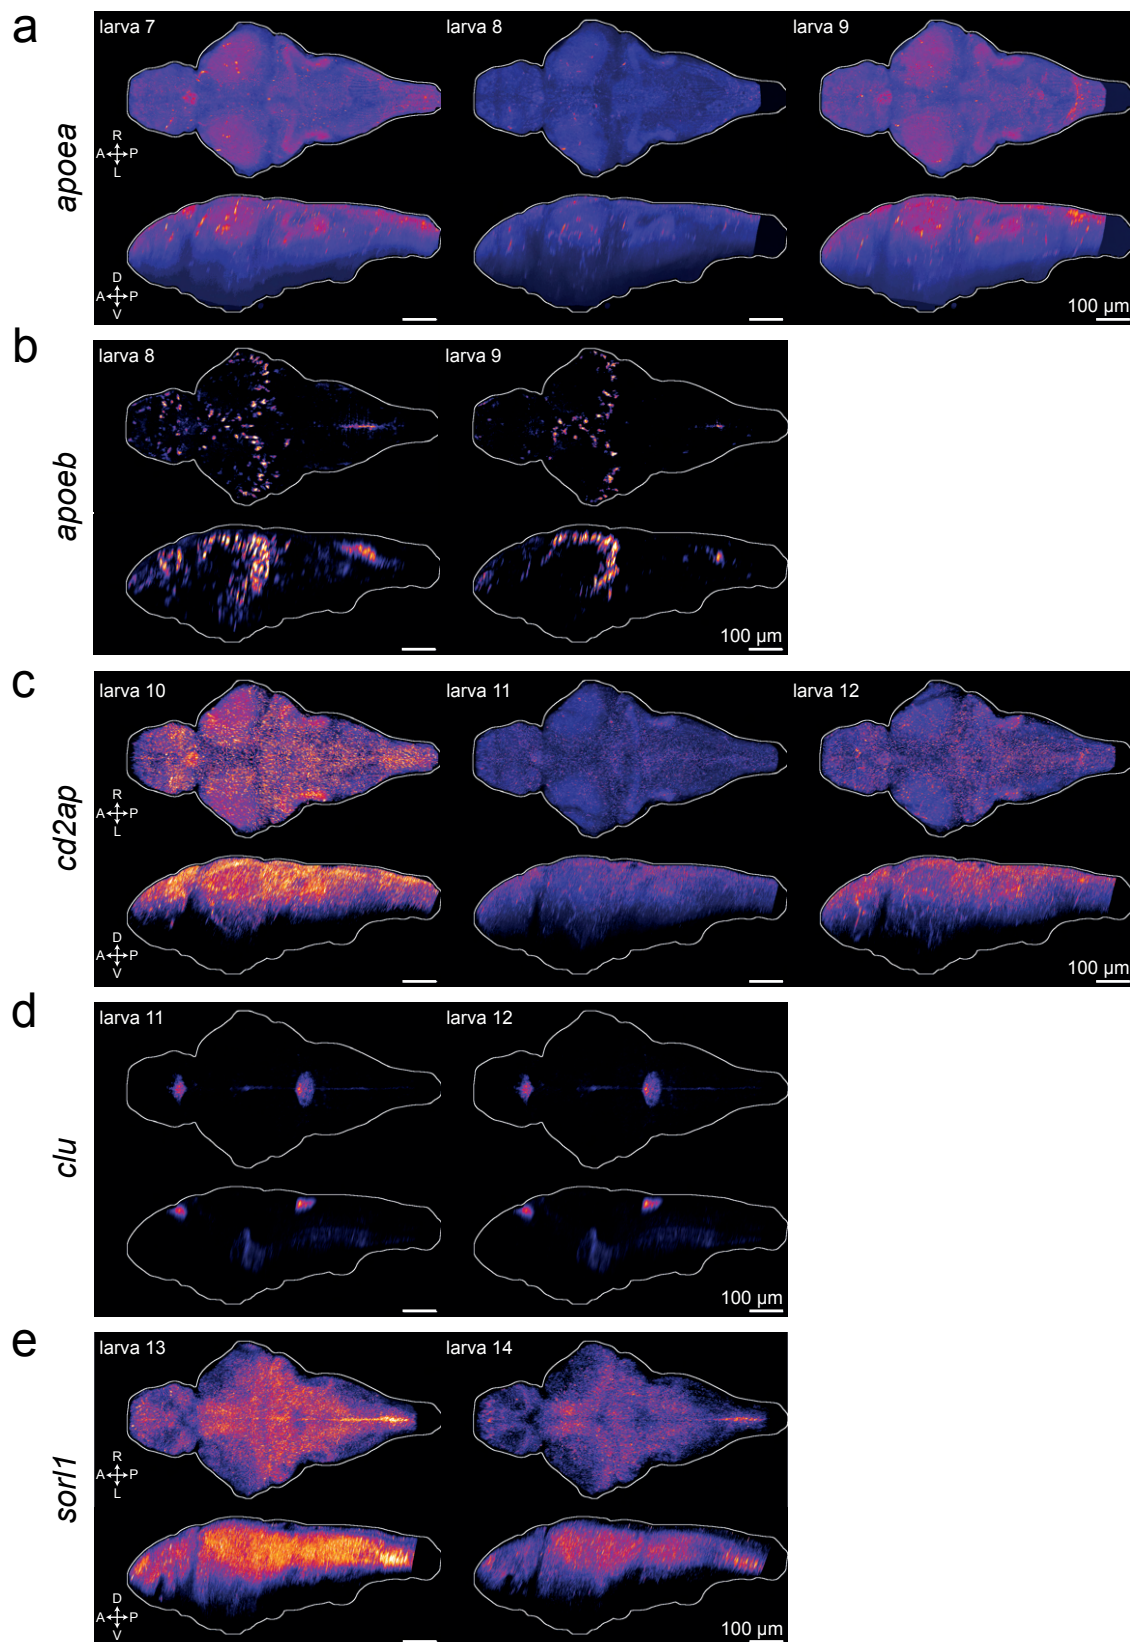 a
apoea
larva 7
larva 8
larva 9
R
A P
L
D
A P
V
100 µm
b
apoeb
larva 8
larva 9
100 µm
c
cd2ap
larva 10
larva 11
larva 12
R
A P
L
D
A P
V
100 µm
d
clu
larva 11
larva 12
100 µm
e
sorl1
larva 13
larva 14
R
A P
L
D
A P
V
100 µm